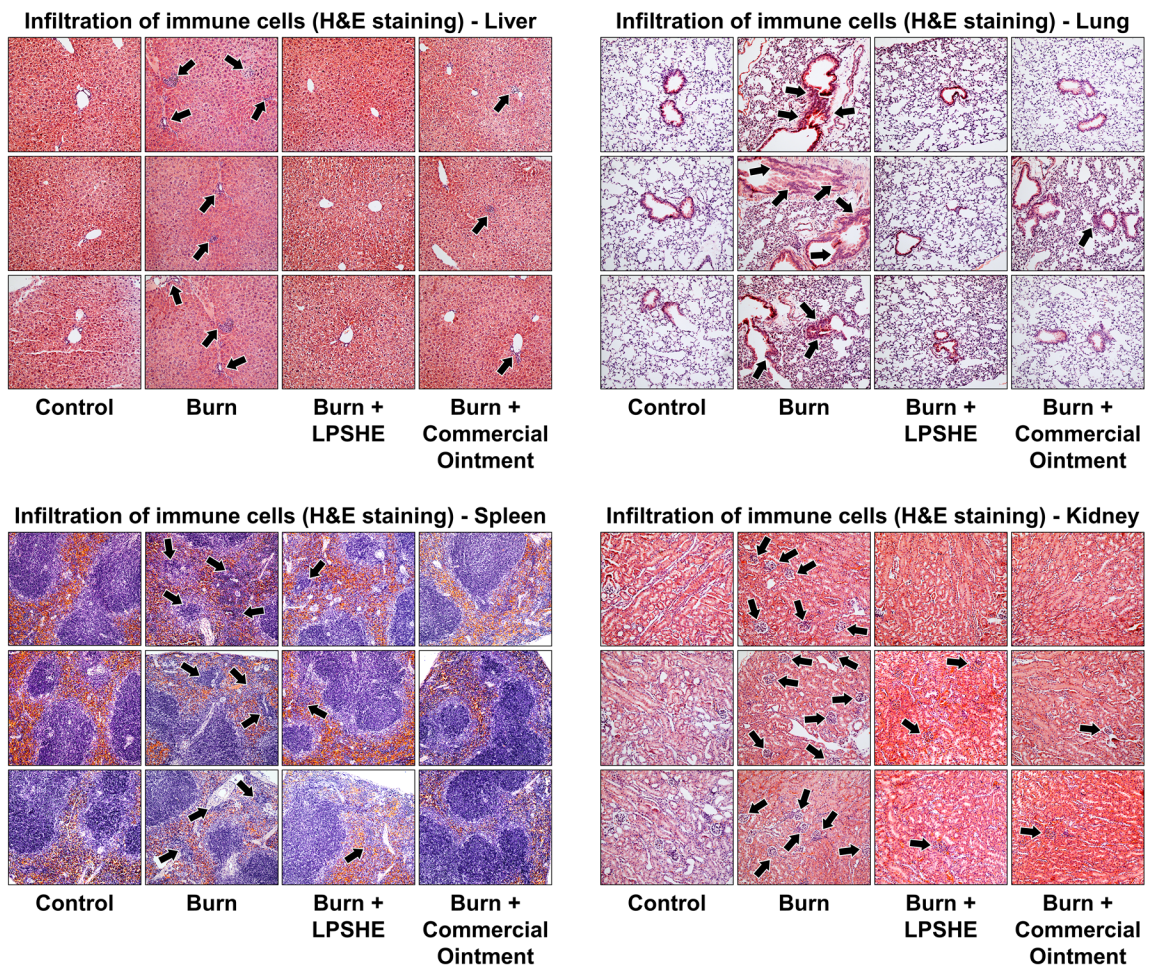 Infiltration of immune cells (H&E staining) - Liver
Control
Burn
Burn +
LPSHE
Burn +
Commercial
Ointment
Infiltration of immune cells (H&E staining) - Lung
Control
Burn
Burn +
LPSHE
Burn +
Commercial
Ointment
Infiltration of immune cells (H&E staining) - Spleen
Control
Burn
Burn +
LPSHE
Burn +
Commercial
Ointment
Infiltration of immune cells (H&E staining) - Kidney
Control
Burn
Burn +
LPSHE
Burn +
Commercial
Ointment